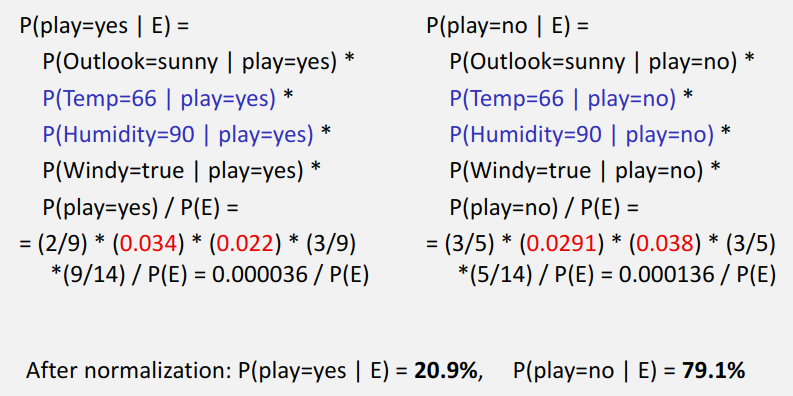 P(play=yes | E) =
P(Outlook=sunny | play=yes) *
P(Temp=66 | play=yes) *
P(Humidity=90 | play=yes) *
P(Windy=true | play=yes) *
P(play=yes) / P(E) =
= (2/9) * (0.034) * (0.022) * (3/9)
*(9/14) / P(E) = 0.000036 / P(E)
P(play=no | E) =
P(Outlook=sunny | play=no) *
P(Temp=66 | play=no) *
P(Humidity=90 | play=no) *
P(Windy=true | play=no) *
P(play=no) / P(E) =
= (3/5) * (0.0291) * (0.038) * (3/5)
*(5/14) / P(E) = 0.000136 / P(E)
After normalization: P(play=yes | E) = 20.9%, P(play=no | E) = 79.1%